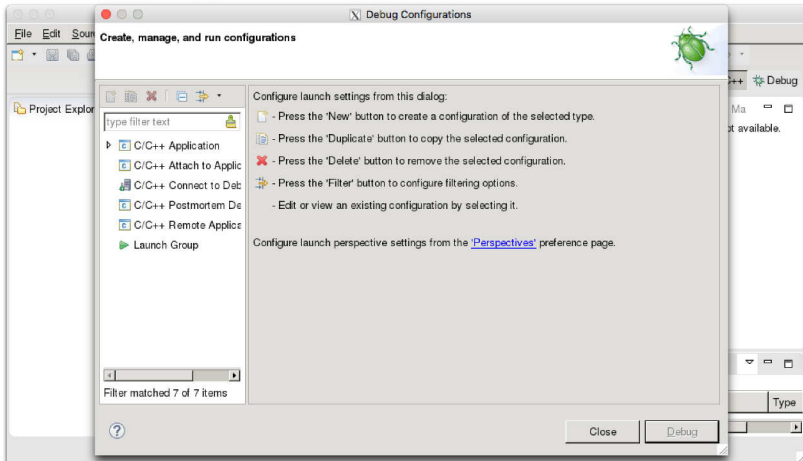 Debug Configurations
File Edit Sour
Create, manage, and run configurations
C++ Debug
Project Explor
type filter text
C/C++ Application
C/C++ Attach to Applic
C/C++ Connect to Deb
C/C++ Postmortem De
C/C++ Remote Applica
Launch Group
Filter matched 7 of 7 items
Configure launch settings from this dialog:
- Press the 'New' button to create a configuration of the selected type.
- Press the 'Duplicate' button to copy the selected configuration.
- Press the 'Delete' button to remove the selected configuration.
- Press the 'Filter' button to configure filtering options.
- Edit or view an existing configuration by selecting it.
Configure launch perspective settings from the 'Perspectives' preference page.
Ma
ot available.
Type
Close
Debug